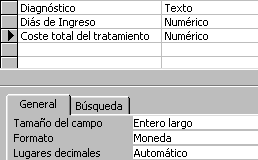 Diagnóstico Texto
Diás de Ingreso Numérico
Coste total del tratamiento Numérico
General Búsqueda
Tamaño del campo Entero largo
Formato Moneda
Lugares decimales Automático